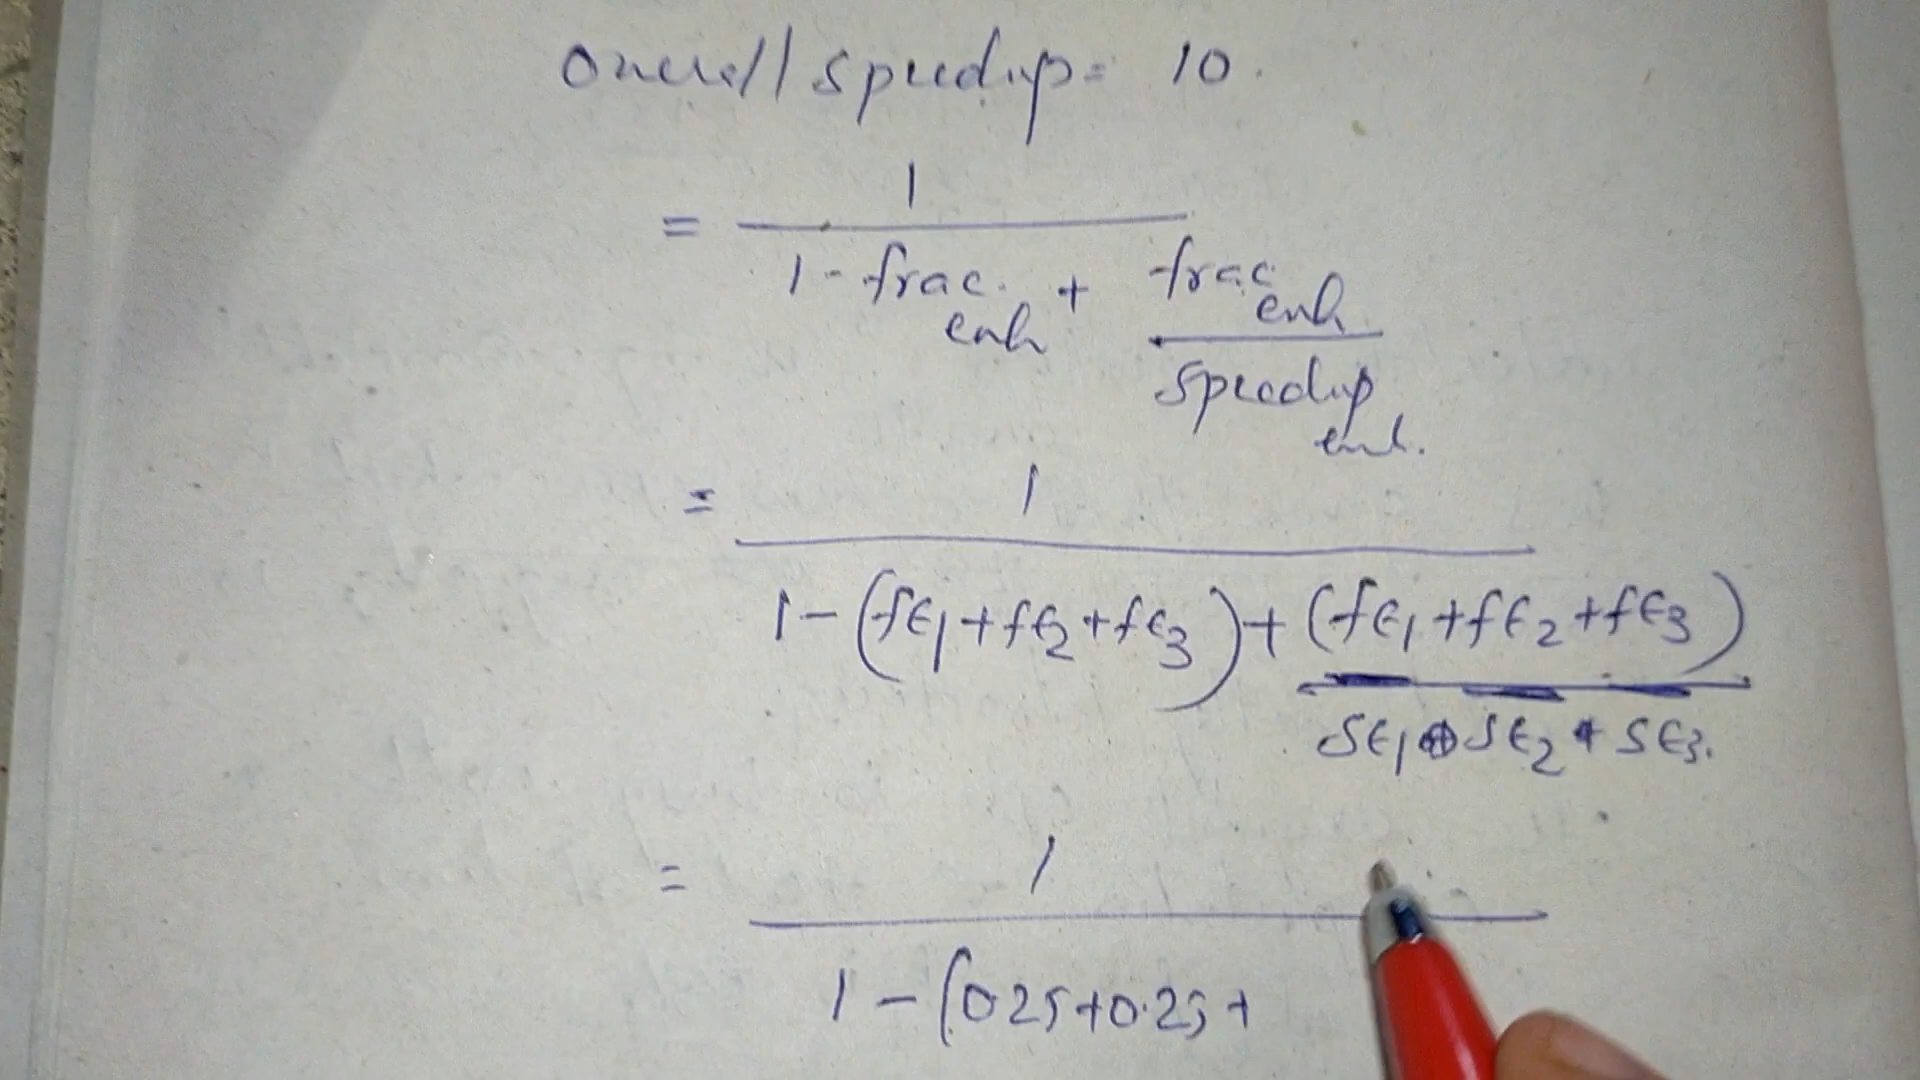 Overall speedup = 10.
= 1
1 - frac. enh + frac enh
speedup enh.
= 1
1 - (fE1 + fE2 + fE3) + (fE1 + fE2 + fE3)
SE1 + SE2 + SE3.
= 1
1 - (0.25 + 0.25 +